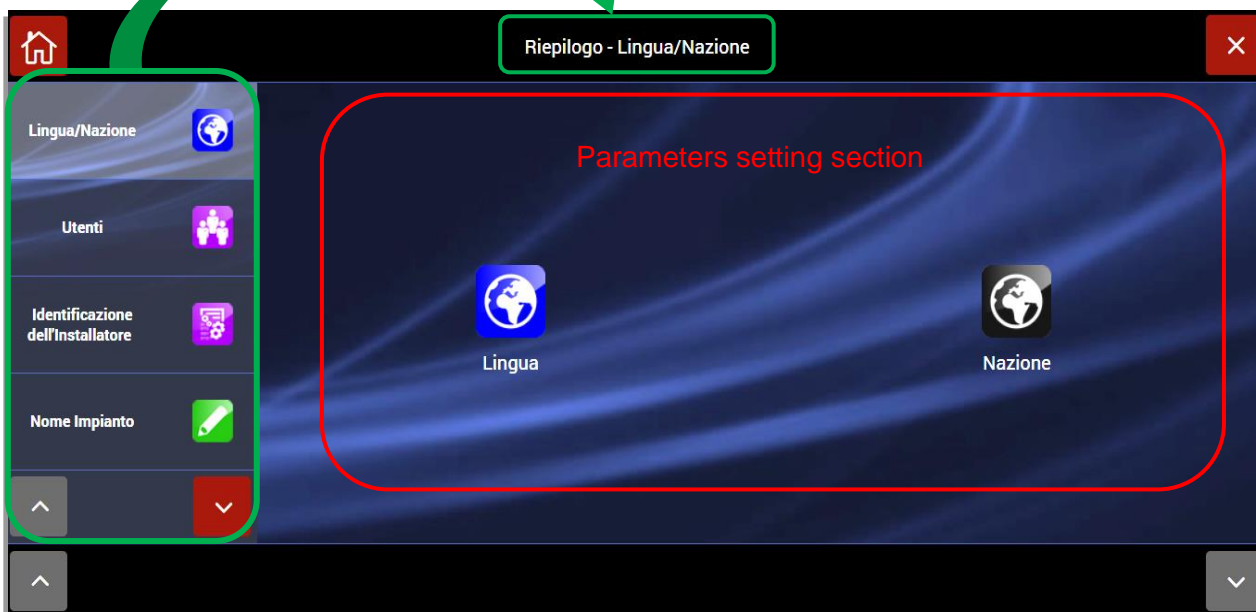 Riepilogo - Lingua/Nazione
Lingua/Nazione
Utenti
Identificazione
dell'Installatore
Nome Impianto
Parameters setting section
Lingua
Nazione